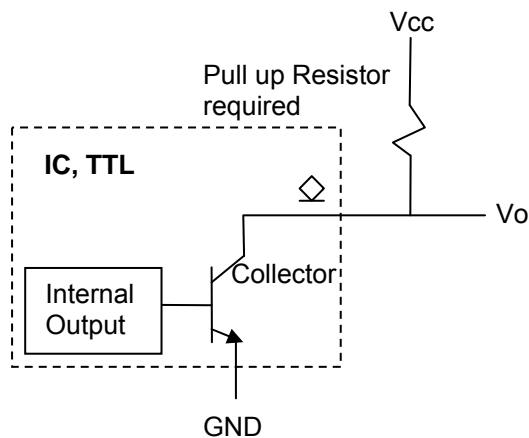 Vcc
Pull up Resistor
required
IC, TTL
Vo
Collector
Internal
Output
GND